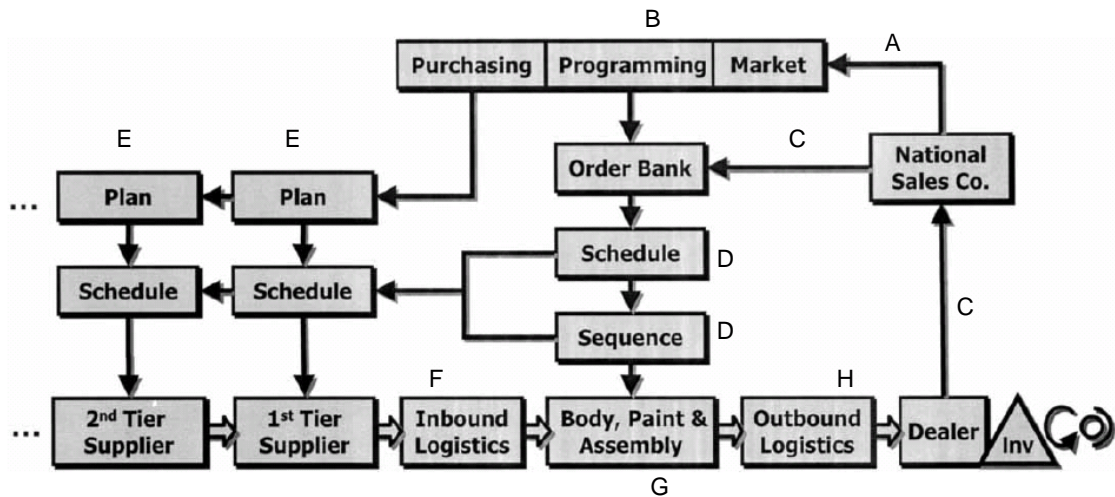 B
A
Purchasing Programming Market
E E C
Order Bank
National
Sales Co.
... Plan Plan
Schedule D
Schedule Schedule
C
Sequence D
F H
2nd Tier
Supplier
1st Tier
Supplier
Inbound
Logistics
Body, Paint &
Assembly
Outbound
Logistics
Dealer
Inv
...
G